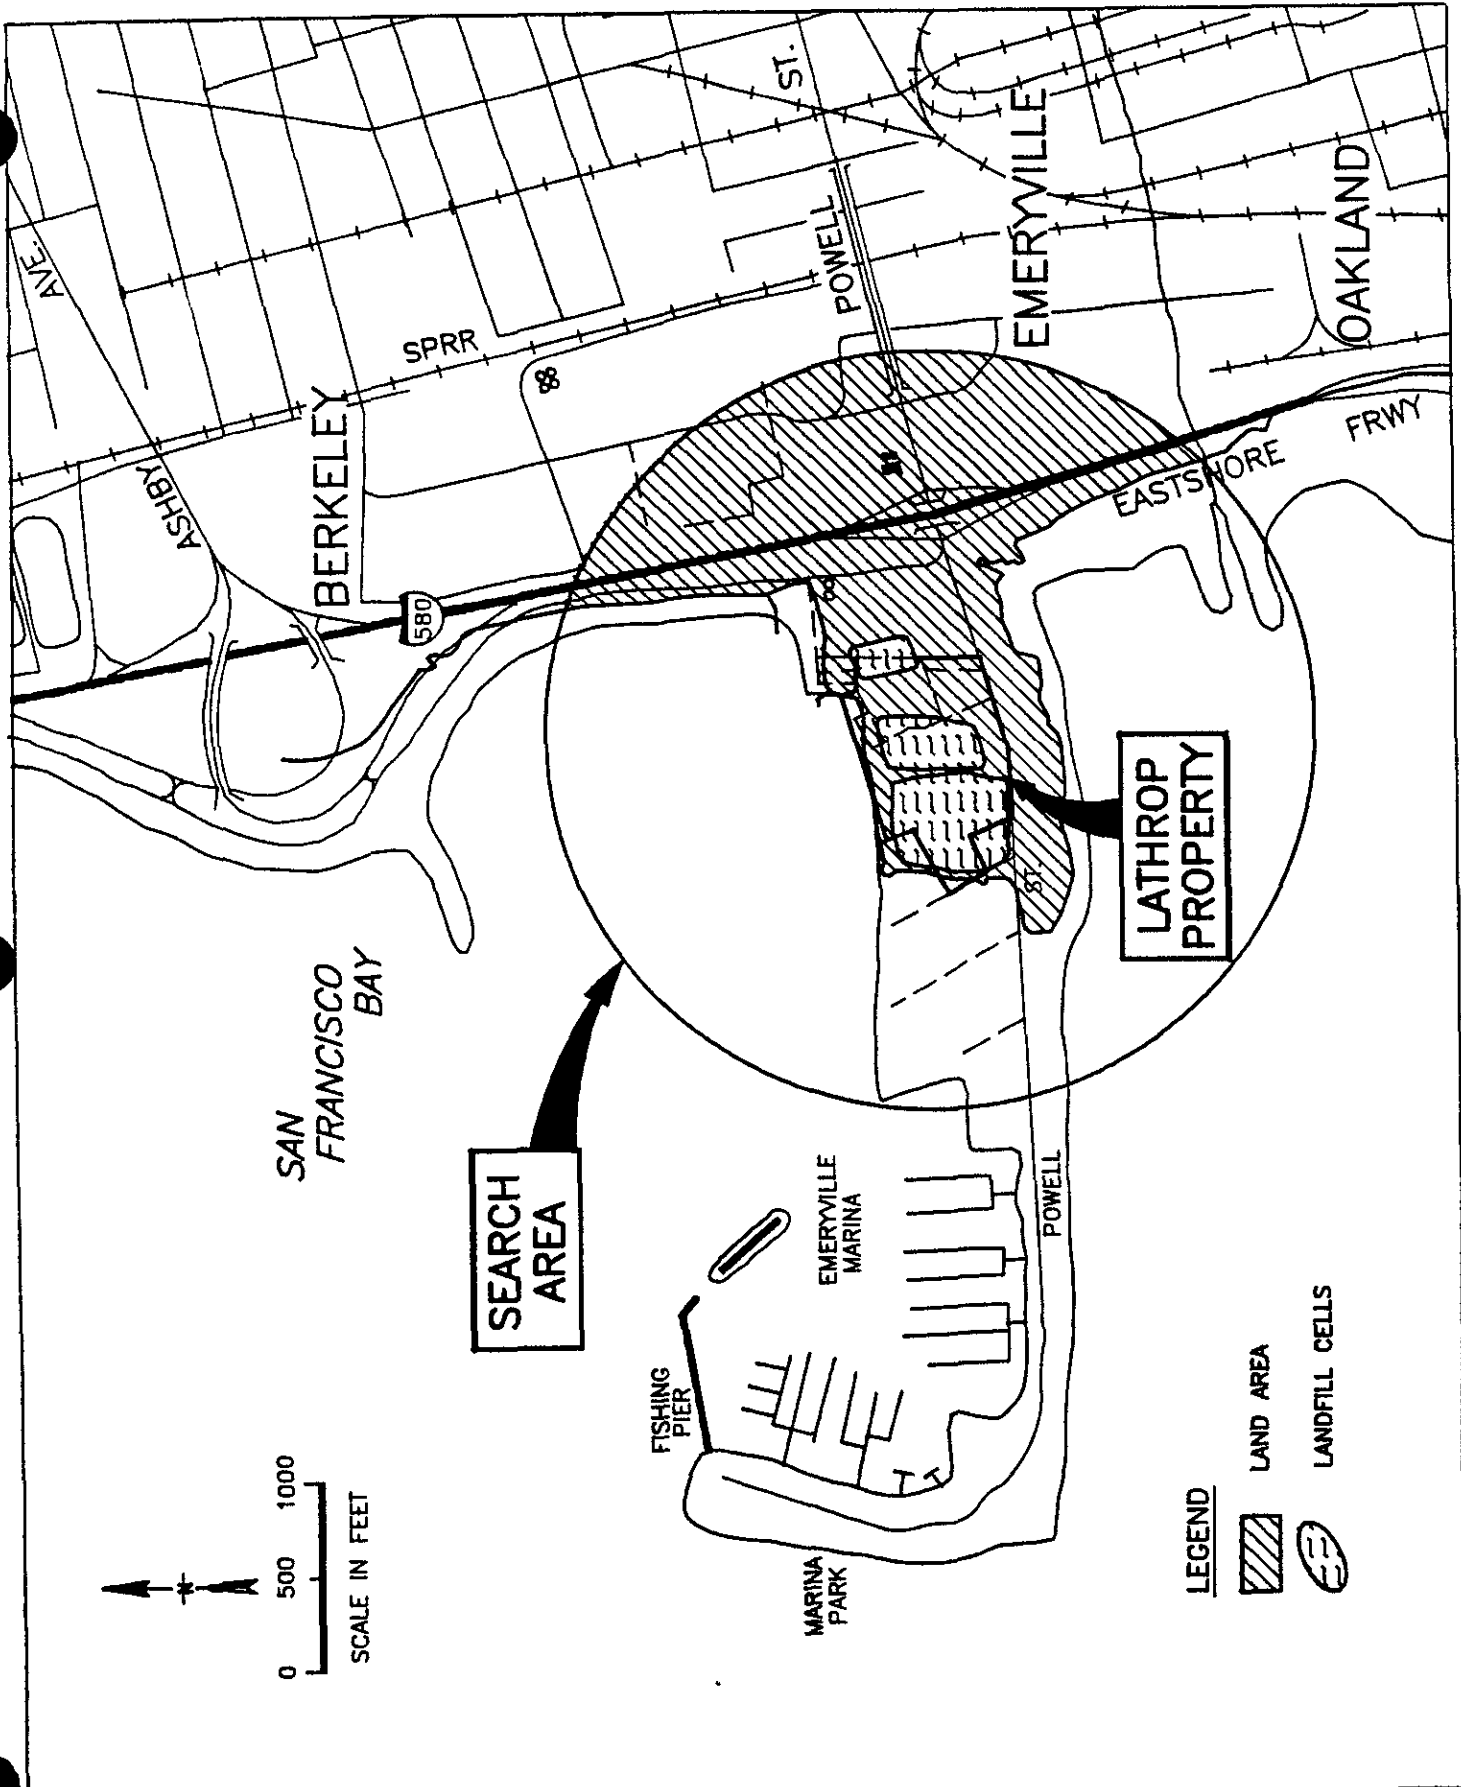 SAN
FRANCISCO
BAY
BERKELEY
ASHBY
AVE.
580
SPRR
POWELL
ST.
EMERYVILLE
OAKLAND
EASTSHORE
FRWY
SEARCH
AREA
LATHROP
PROPERTY
ST.
POWELL
EMERYVILLE
MARINA
FISHING
PIER
MARINA
PARK
0 500 1000
SCALE IN FEET
LEGEND
LAND AREA
LANDFILL CELLS